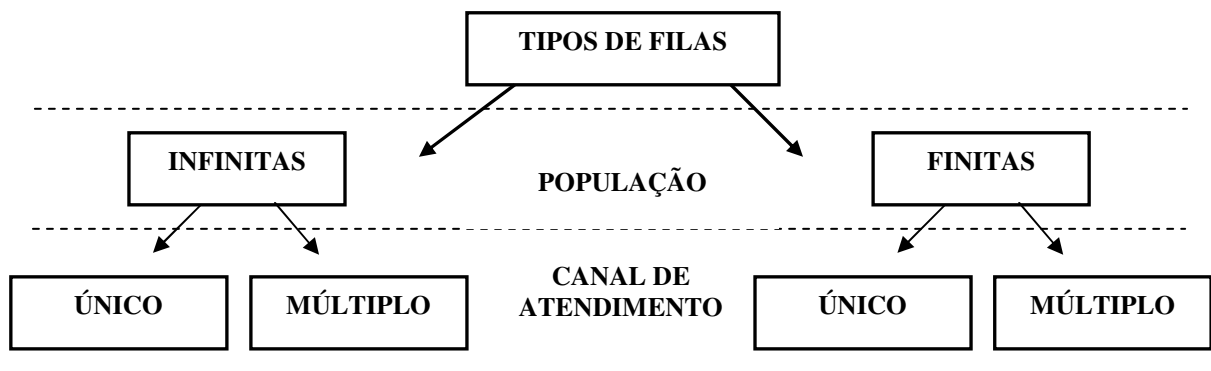 TIPOS DE FILAS
INFINITAS
POPULAÇÃO
FINITAS
ÚNICO
MÚLTIPLO
CANAL DE
ATENDIMENTO
ÚNICO
MÚLTIPLO